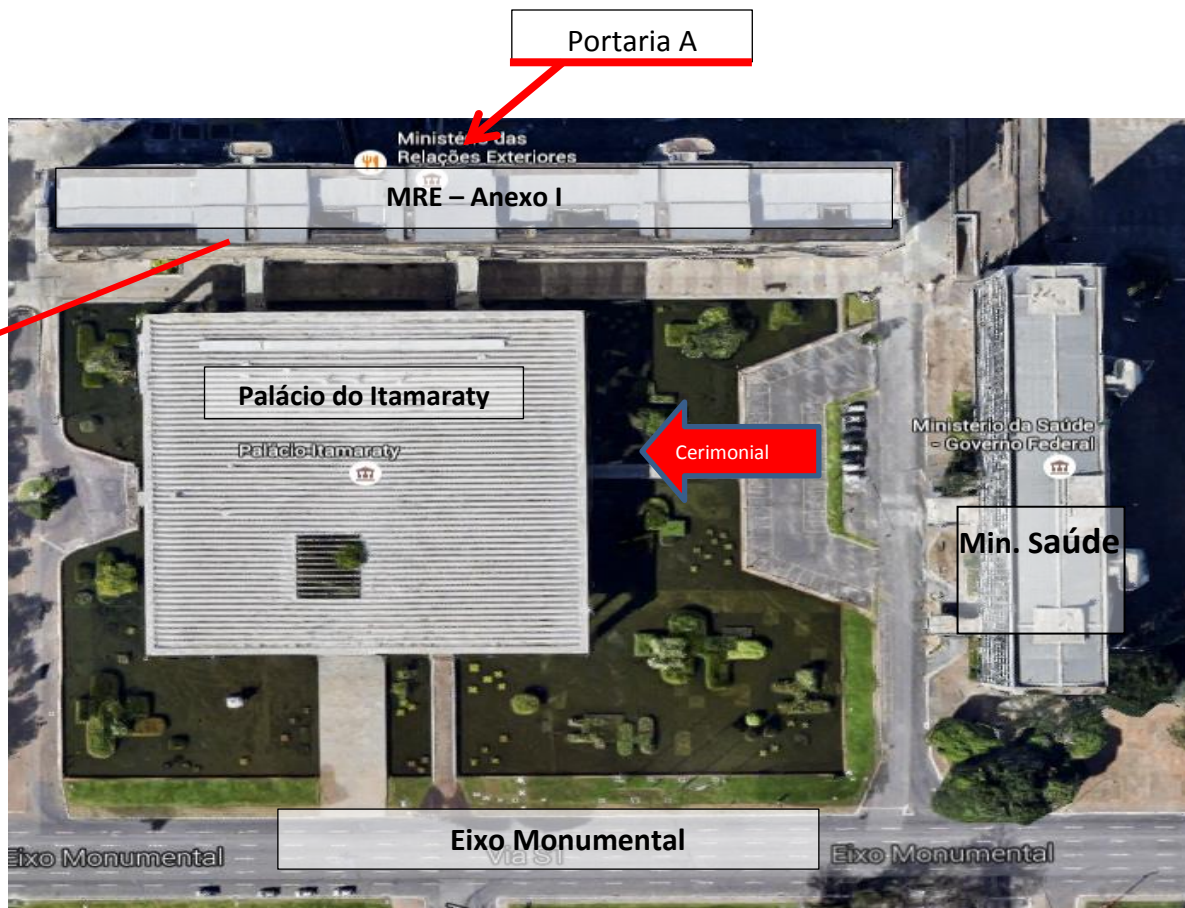 Portaria A
Ministério das
Relações Exteriores
MRE – Anexo I
Palácio do Itamaraty
Palácio Itamaraty
Cerimonial
Ministério da Saúde
- Governo Federal
Min. Saúde
Eixo Monumental
Eixo Monumental
Via S1
Eixo Monumental